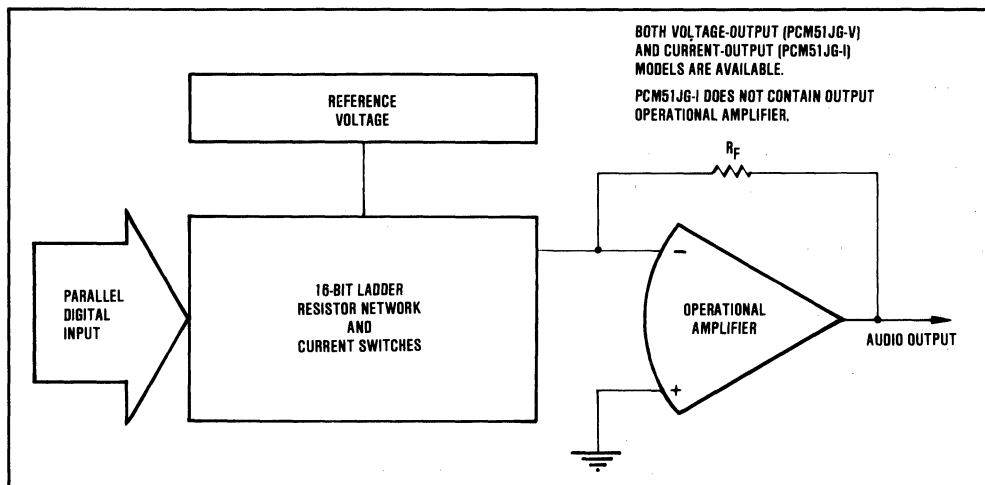 BOTH VOLTAGE-OUTPUT (PCM51JG-V)
AND CURRENT-OUTPUT (PCM51JG-I)
MODELS ARE AVAILABLE.
PCM51JG-I DOES NOT CONTAIN OUTPUT
OPERATIONAL AMPLIFIER.
REFERENCE
VOLTAGE
RF
PARALLEL
DIGITAL
INPUT
16-BIT LADDER
RESISTOR NETWORK
AND
CURRENT SWITCHES
−
OPERATIONAL
AMPLIFIER
+
AUDIO OUTPUT